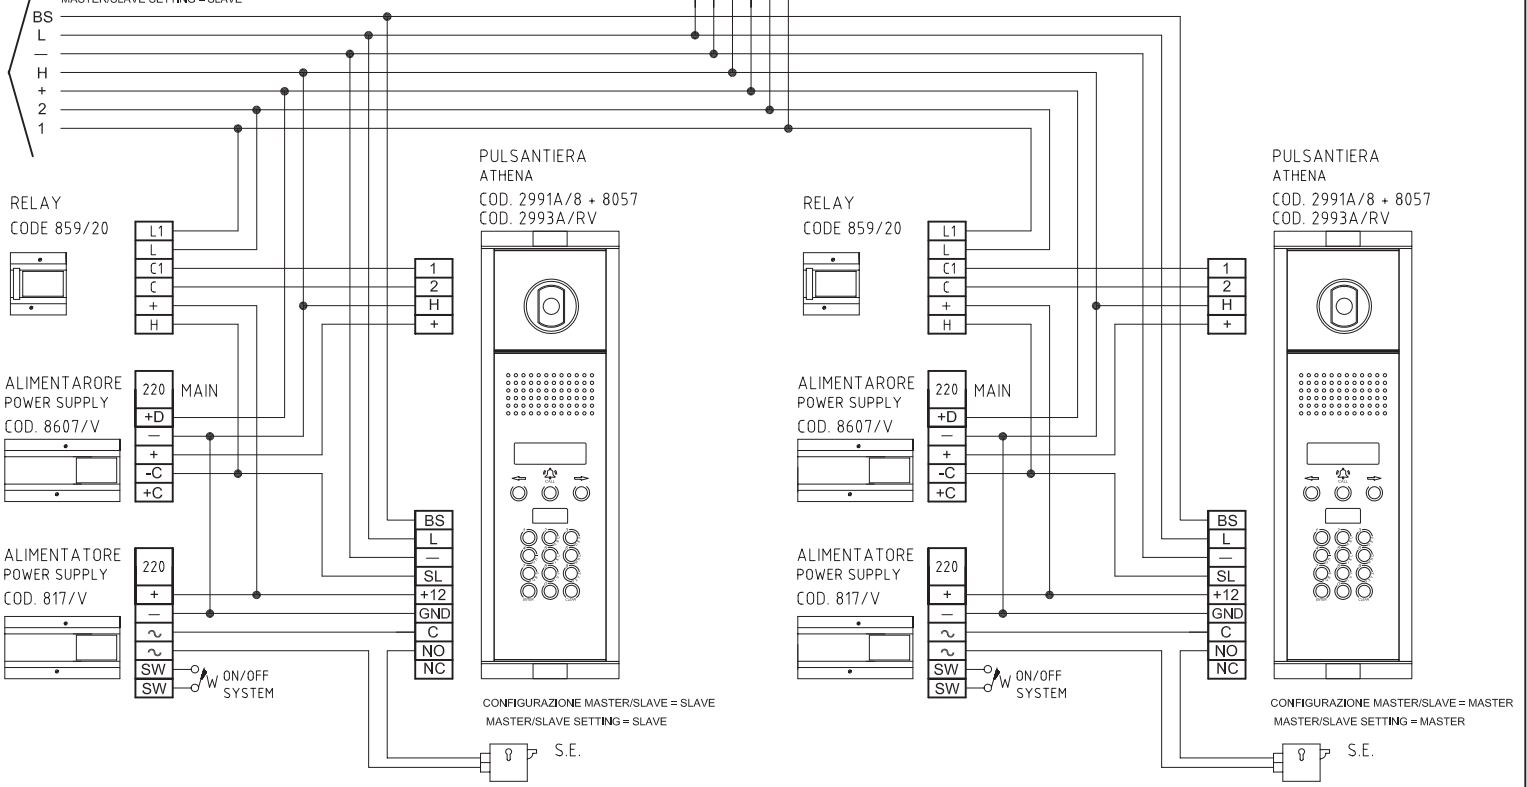 MASTER/SLAVE SETTING = SLAVE
BS
L
—
H
+
2
1
PULSANTIERA
ATHENA
COD. 2991A/8 + 8057
COD. 2993A/RV
RELAY
CODE 859/20
L1
L
C1
C
+
H
1
2
H
+
ALIMENTARORE
POWER SUPPLY
COD. 8607/V
220 MAIN
+D
—
+
-C
+C
CALL
BS
L
—
SL
+12
GND
C
NO
NC
ALIMENTATORE
POWER SUPPLY
COD. 817/V
220
+
—
~
~
SW
SW
ON/OFF
SYSTEM
CONFIGURAZIONE MASTER/SLAVE = SLAVE
MASTER/SLAVE SETTING = SLAVE
S.E.
PULSANTIERA
ATHENA
COD. 2991A/8 + 8057
COD. 2993A/RV
RELAY
CODE 859/20
L1
L
C1
C
+
H
1
2
H
+
ALIMENTARORE
POWER SUPPLY
COD. 8607/V
220 MAIN
+D
—
+
-C
+C
CALL
BS
L
—
SL
+12
GND
C
NO
NC
ALIMENTATORE
POWER SUPPLY
COD. 817/V
220
+
—
~
~
SW
SW
ON/OFF
SYSTEM
CONFIGURAZIONE MASTER/SLAVE = MASTER
MASTER/SLAVE SETTING = MASTER
S.E.